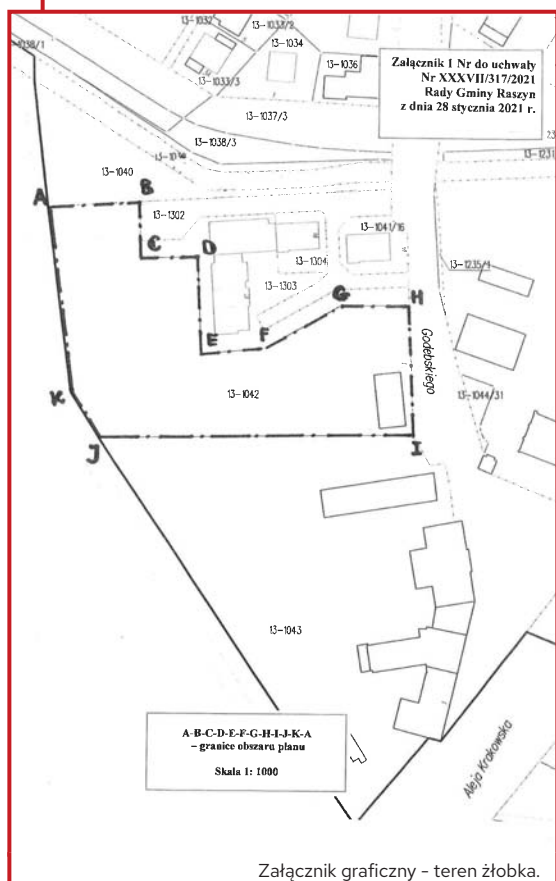 13-1032
13-1033/2
13-1034
13-1036
13-1033/3
13-1037/3
13-1038/3
Załącznik 1 Nr do uchwały
Nr XXXVII/317/2021
Rady Gminy Raszyn
z dnia 28 stycznia 2021 r.
13-1040
A
B
13-1302
C
D
13-1041/16
13-1304
13-1303
13-1235/1
G
H
E
F
Godebskiego
K
13-1042
13-1044/31
J
I
13-1043
A-B-C-D-E-F-G-H-I-J-K-A
– granice obszaru planu
Skala 1: 1000
Aleja Krakowska
Załącznik graficzny - teren żłobka.